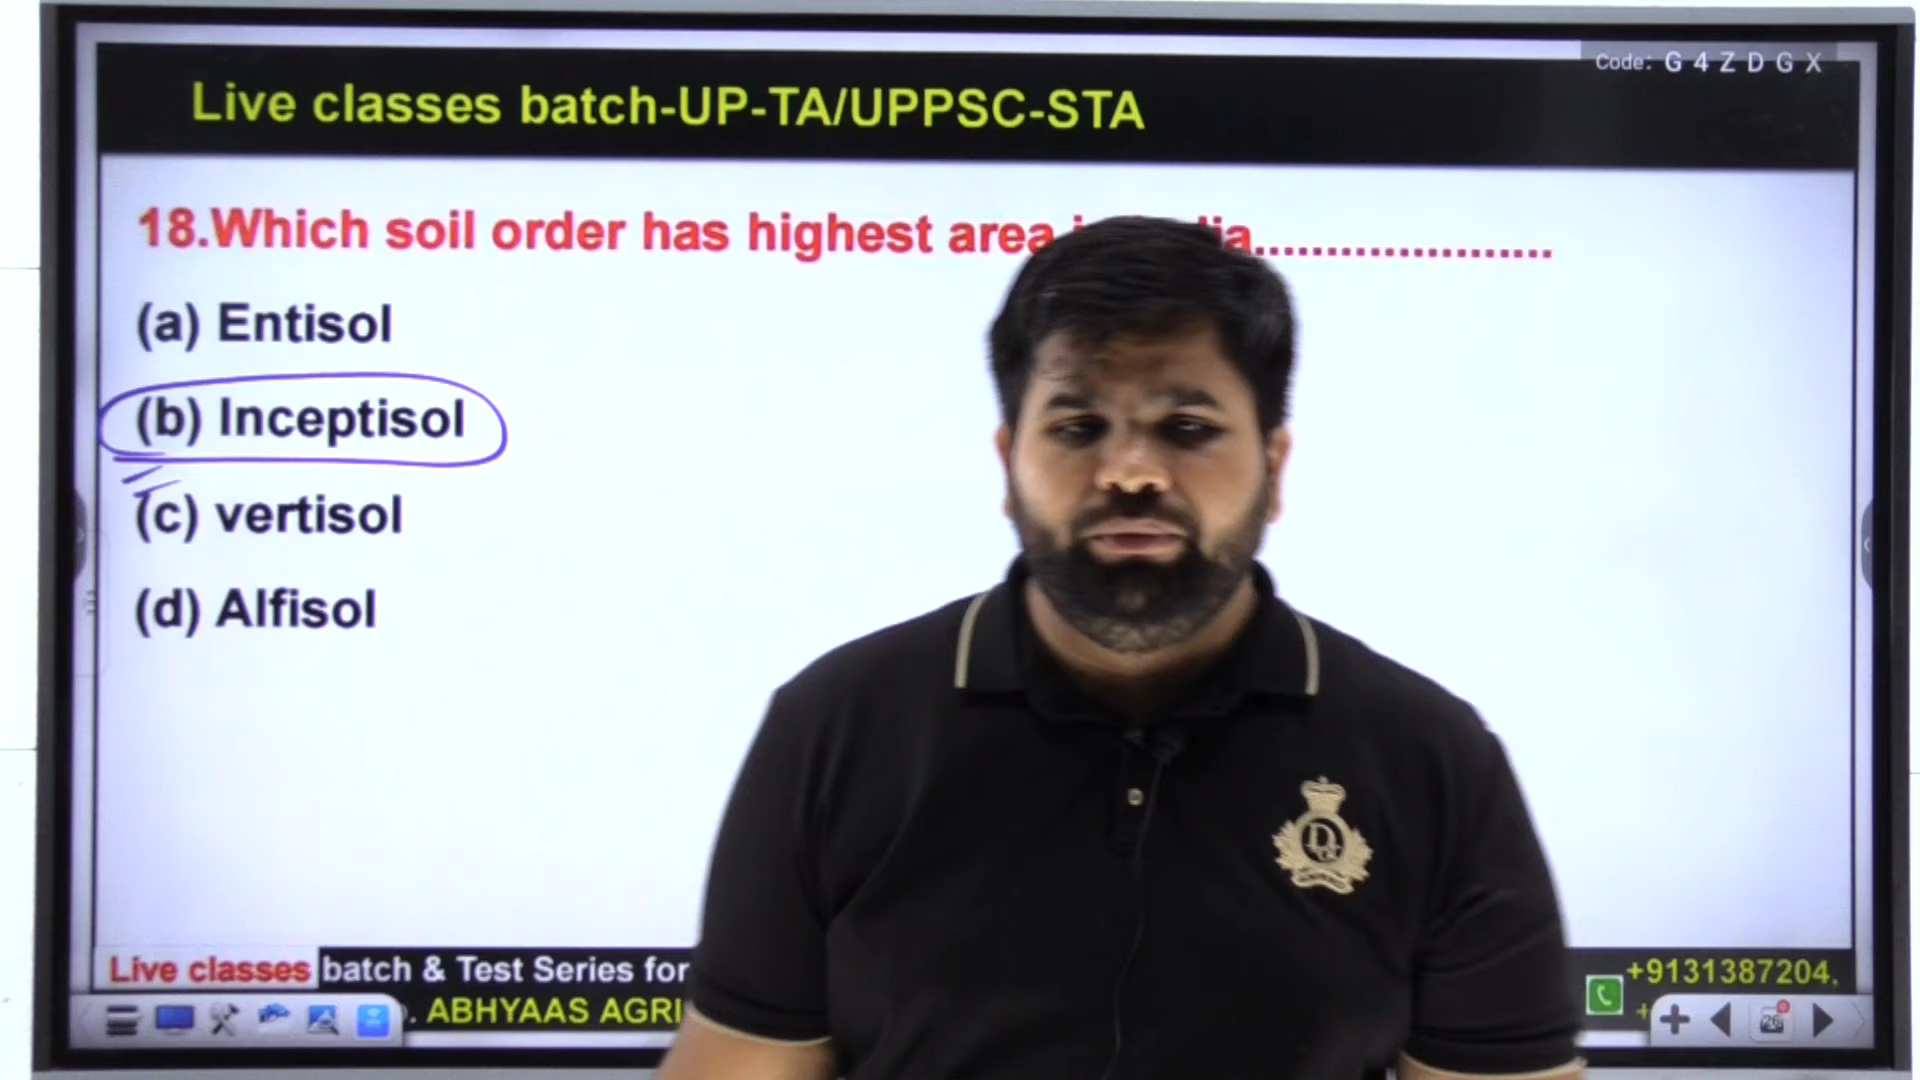 Code: G 4 Z D G X
Live classes batch-UP-TA/UPPSC-STA
18.Which soil order has highest area
(a) Entisol
(b) Inceptisol
(c) vertisol
(d) Alfisol
Live classes batch & Test Series for
ABHYAAS AGRI
+9131387204,